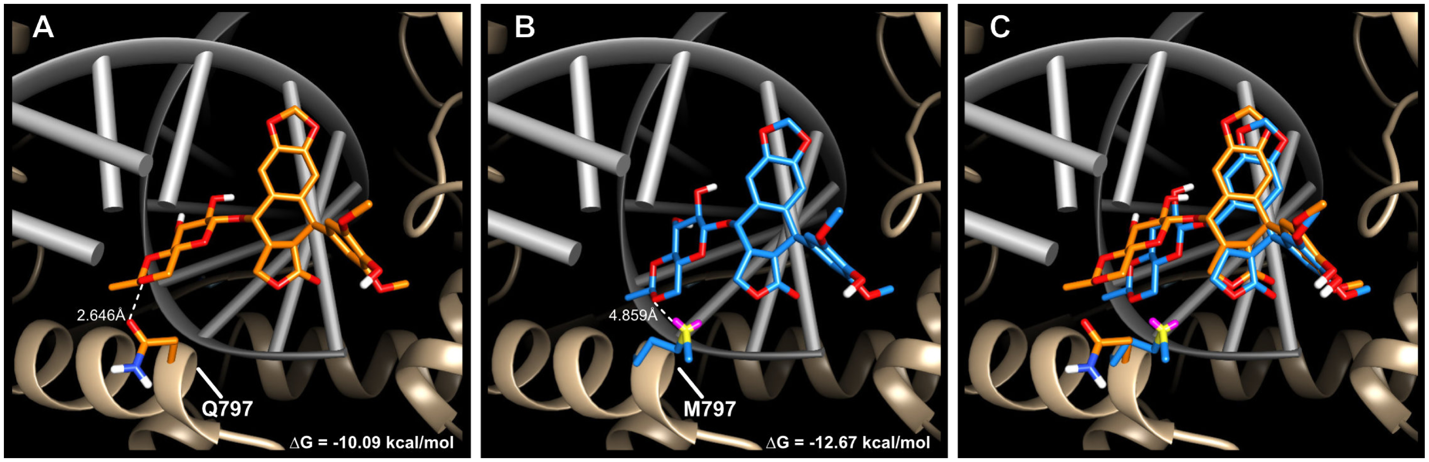 A
B
C
2.646Å
4.859Å
Q797
M797
ΔG = -10.09 kcal/mol
ΔG = -12.67 kcal/mol